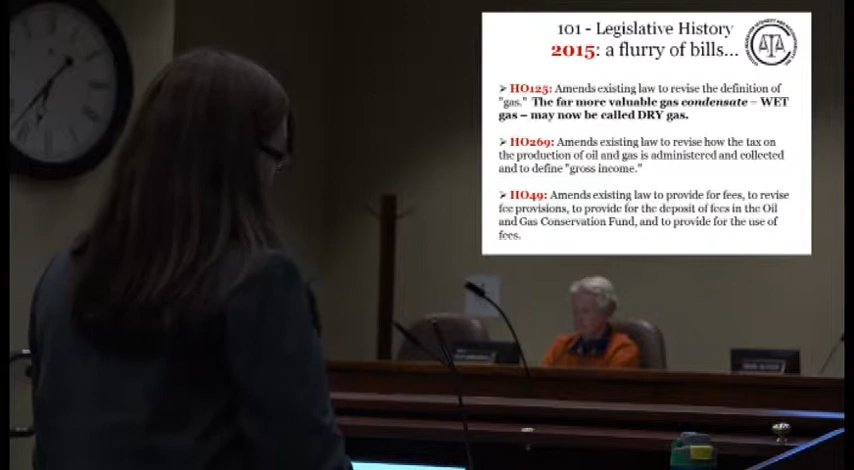 101 - Legislative History
2015: a flurry of bills...
➢ HO125: Amends existing law to revise the definition of
"gas." The far more valuable gas condensate – WET
gas – may now be called DRY gas.
➢ HO269: Amends existing law to revise how the tax on
the production of oil and gas is administered and collected
and to define "gross income."
➢ HO49: Amends existing law to provide for fees, to revise
fee provisions, to provide for the deposit of fees in the Oil
and Gas Conservation Fund, and to provide for the use of
fees.